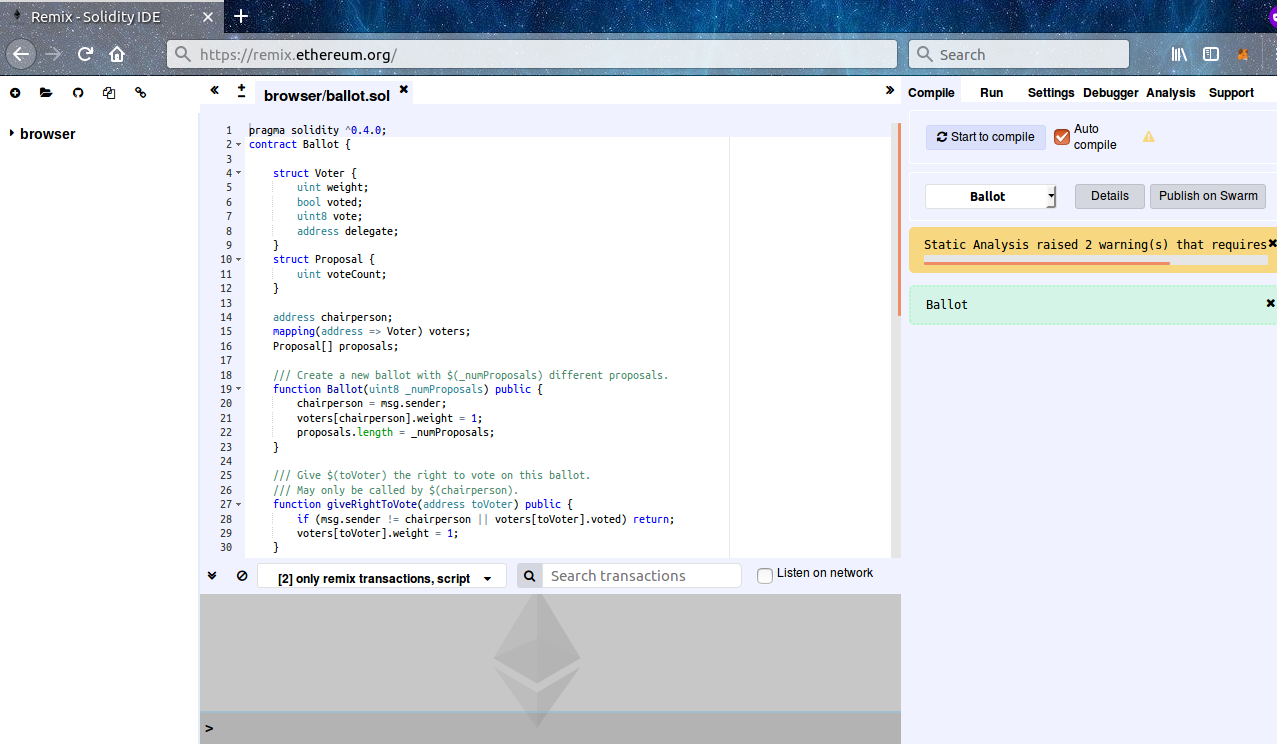 Remix - Solidity IDE
https://remix.ethereum.org/
Search
browser
browser/ballot.sol
1 pragma solidity ^0.4.0;
2 contract Ballot {
3
4 struct Voter {
5 uint weight;
6 bool voted;
7 uint8 vote;
8 address delegate;
9 }
10 struct Proposal {
11 uint voteCount;
12 }
13
14 address chairperson;
15 mapping(address => Voter) voters;
16 Proposal[] proposals;
17
18 /// Create a new ballot with $(_numProposals) different proposals.
19 function Ballot(uint8 _numProposals) public {
20 chairperson = msg.sender;
21 voters[chairperson].weight = 1;
22 proposals.length = _numProposals;
23 }
24
25 /// Give $(toVoter) the right to vote on this ballot.
26 /// May only be called by $(chairperson).
27 function giveRightToVote(address toVoter) public {
28 if (msg.sender != chairperson || voters[toVoter].voted) return;
29 voters[toVoter].weight = 1;
30 }
[2] only remix transactions, script
Search transactions
Listen on network
>
Compile Run Settings Debugger Analysis Support
Start to compile
Auto
compile
Ballot
Details
Publish on Swarm
Static Analysis raised 2 warning(s) that requires
Ballot